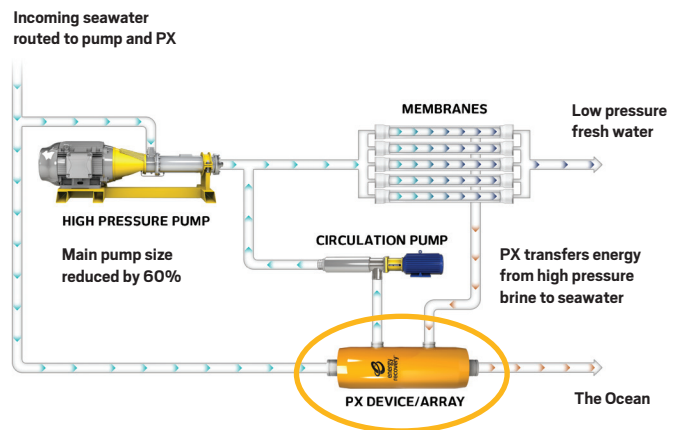 Incoming seawater
routed to pump and PX
MEMBRANES
Low pressure
fresh water
HIGH PRESSURE PUMP
Main pump size
reduced by 60%
CIRCULATION PUMP
PX transfers energy
from high pressure
brine to seawater
energy
recovery
PX DEVICE/ARRAY
The Ocean